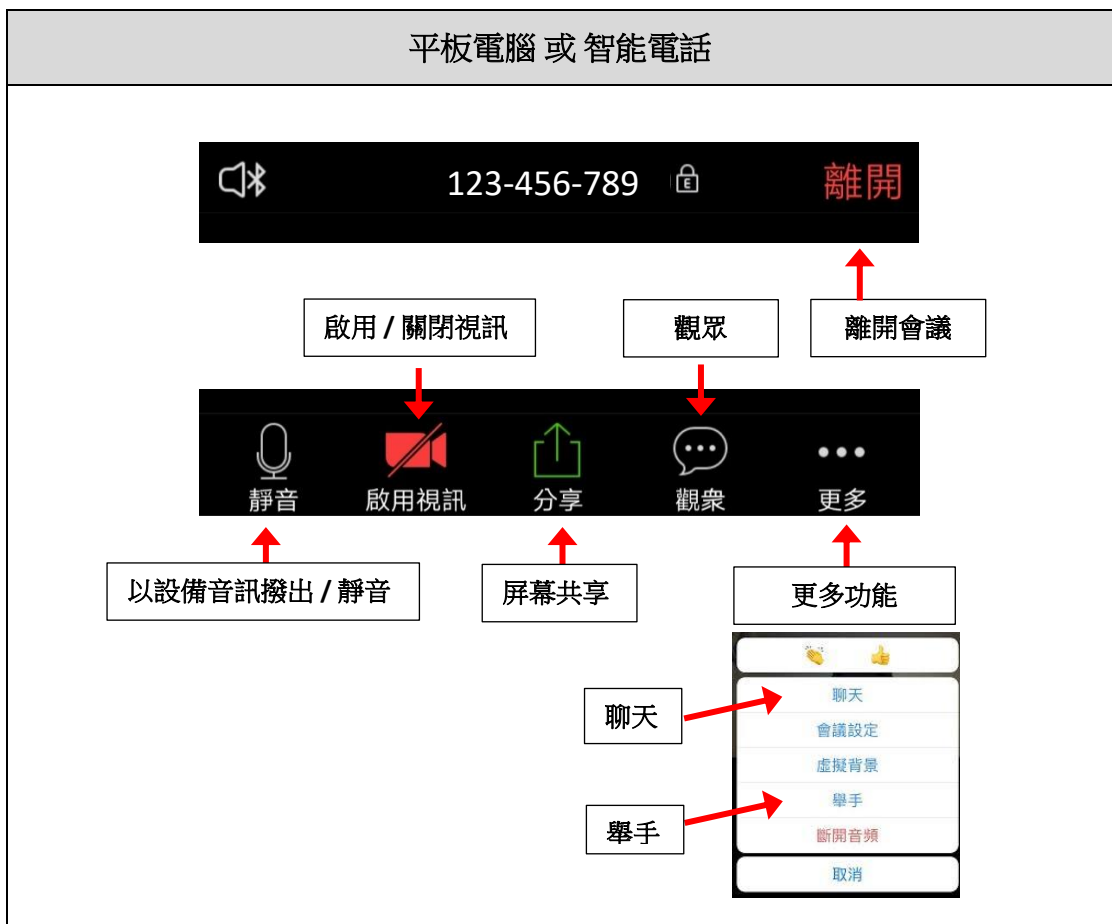 平板電腦 或 智能電話
123-456-789 E 離開
啟用 / 關閉視訊
觀眾
離開會議
靜音 啟用視訊 分享 觀衆 更多
以設備音訊撥出 / 靜音
屏幕共享
更多功能
聊天
聊天
會議設定
虛擬背景
舉手
舉手
斷開音頻
取消